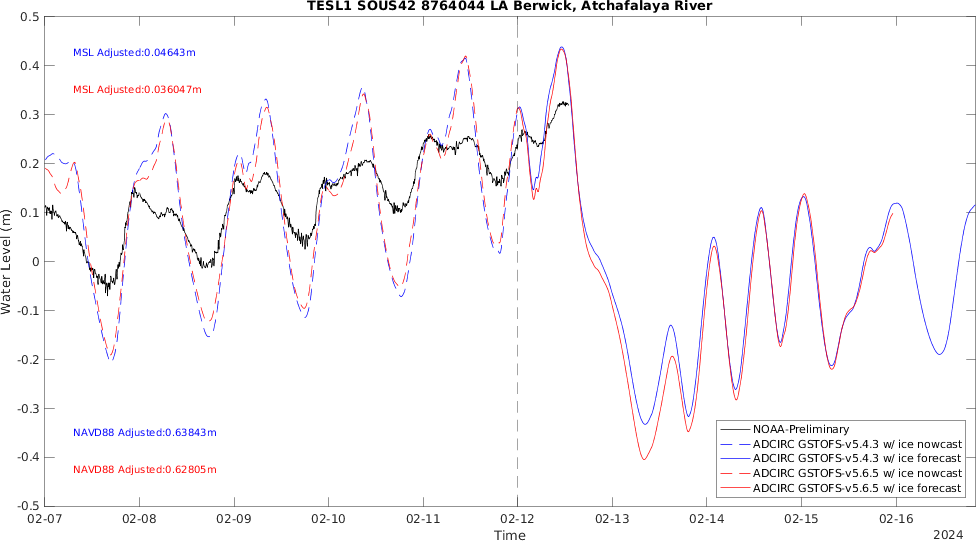 TESL1 SOUS42 8764044 LA Berwick, Atchafalaya River
0.5
0.4
0.3
0.2
0.1
0
-0.1
-0.2
-0.3
-0.4
-0.5
Water Level (m)
MSL Adjusted:0.04643m
MSL Adjusted:0.036047m
NAVD88 Adjusted:0.63843m
NAVD88 Adjusted:0.62805m
NOAA-Preliminary
ADCIRC GSTOFS-v5.4.3 w/ ice nowcast
ADCIRC GSTOFS-v5.4.3 w/ ice forecast
ADCIRC GSTOFS-v5.6.5 w/ ice nowcast
ADCIRC GSTOFS-v5.6.5 w/ ice forecast
02-07 02-08 02-09 02-10 02-11 02-12 02-13 02-14 02-15 02-16
Time
2024